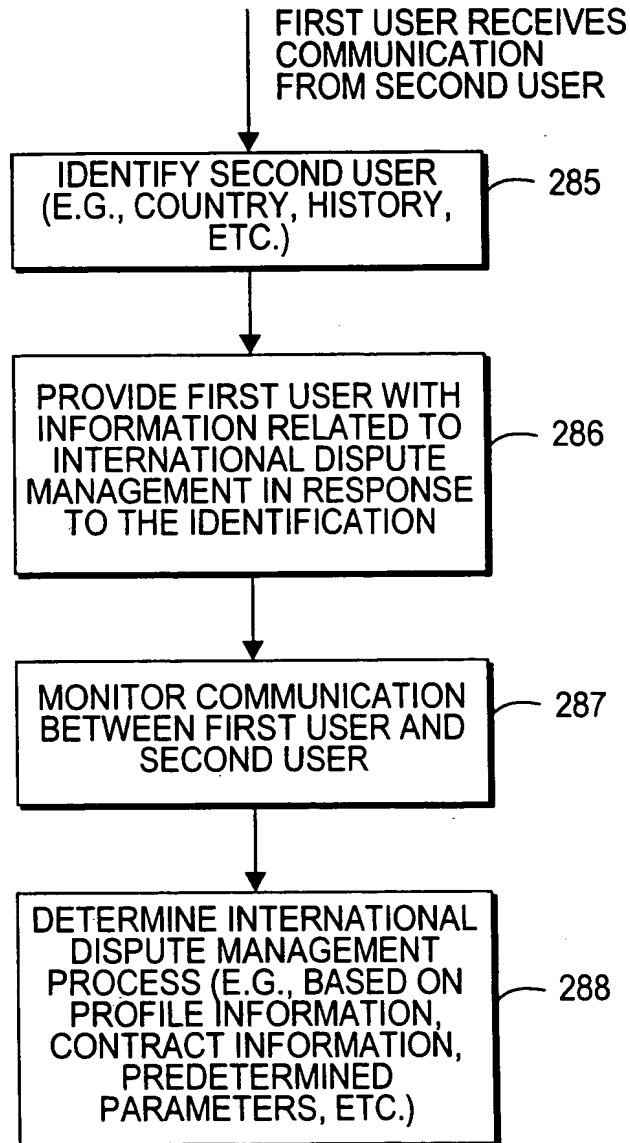 FIRST USER RECEIVES
COMMUNICATION
FROM SECOND USER
IDENTIFY SECOND USER
(E.G., COUNTRY, HISTORY,
ETC.)
285
PROVIDE FIRST USER WITH
INFORMATION RELATED TO
INTERNATIONAL DISPUTE
MANAGEMENT IN RESPONSE
TO THE IDENTIFICATION
286
MONITOR COMMUNICATION
BETWEEN FIRST USER AND
SECOND USER
287
DETERMINE INTERNATIONAL
DISPUTE MANAGEMENT
PROCESS (E.G., BASED ON
PROFILE INFORMATION,
CONTRACT INFORMATION,
PREDETERMINED
PARAMETERS, ETC.)
288